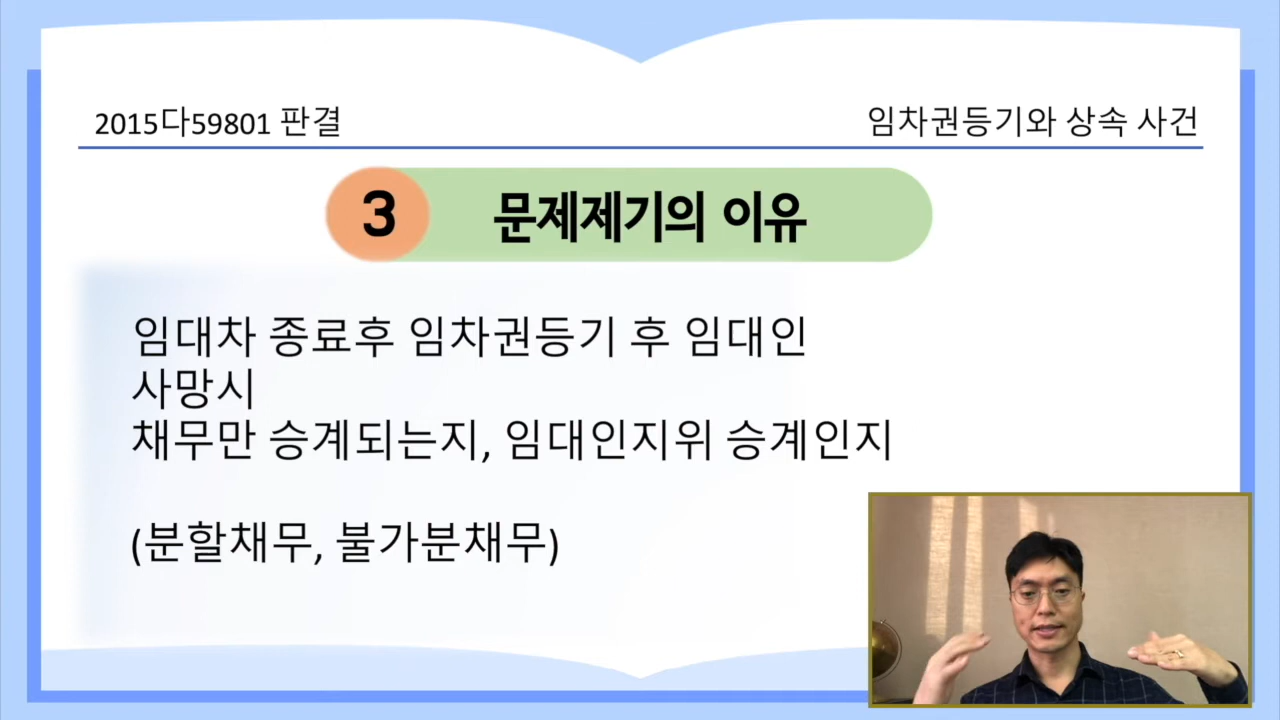 2015다59801 판결
임차권등기와 상속 사건
3 문제제기의 이유
임대차 종료후 임차권등기 후 임대인
사망시
채무만 승계되는지, 임대인지위 승계인지
(분할채무, 불가분채무)